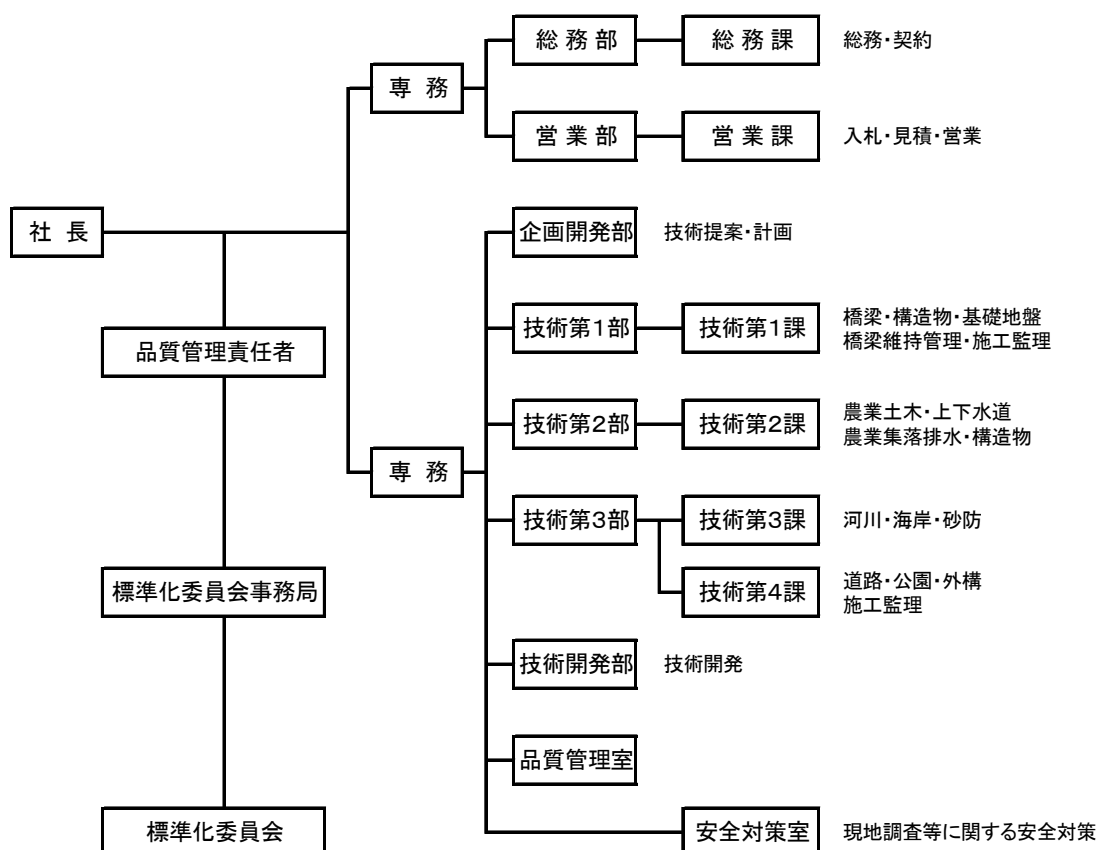 総務部
総務課
総務・契約
専務
営業部
営業課
入札・見積・営業
社長
企画開発部
技術提案・計画
品質管理責任者
技術第1部
技術第1課
橋梁・構造物・基礎地盤
橋梁維持管理・施工監理
技術第2部
技術第2課
農業土木・上下水道
農業集落排水・構造物
専務
技術第3部
技術第3課
河川・海岸・砂防
標準化委員会事務局
技術第4課
道路・公園・外構
施工監理
技術開発部
技術開発
品質管理室
標準化委員会
安全対策室
現地調査等に関する安全対策